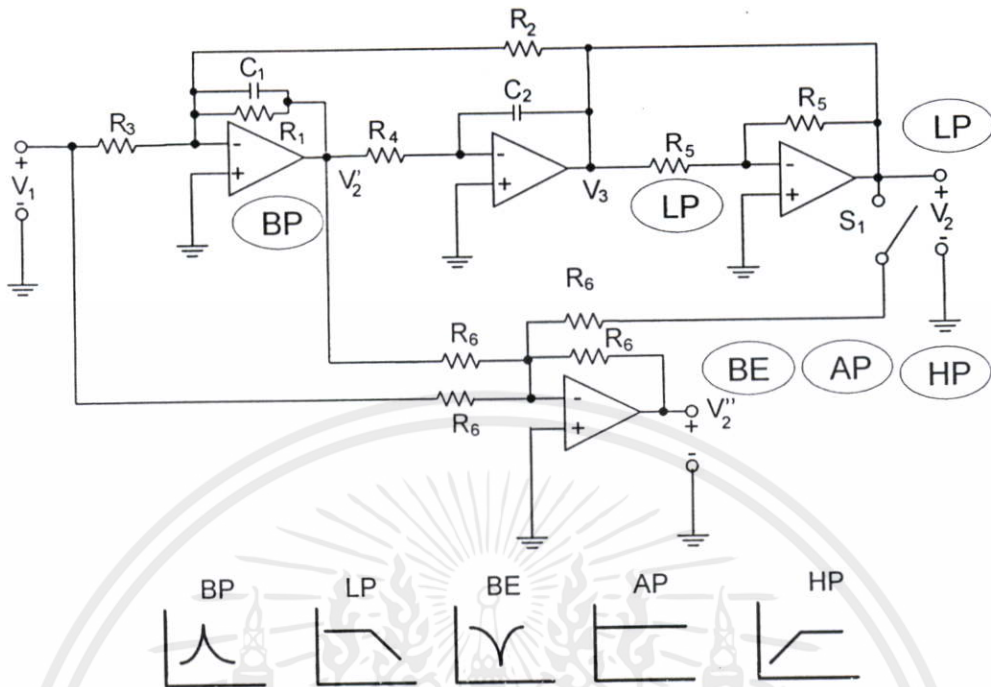 R2
C1
C2
R3
R1
R4
R5
R5
LP
+
V1
-
-
+
V2'
-
+
V3
-
+
BP
LP
S1
+
V2
-
R6
R6
R6
R6
BE
AP
HP
-
+
V2''
+
-
BP
LP
BE
AP
HP